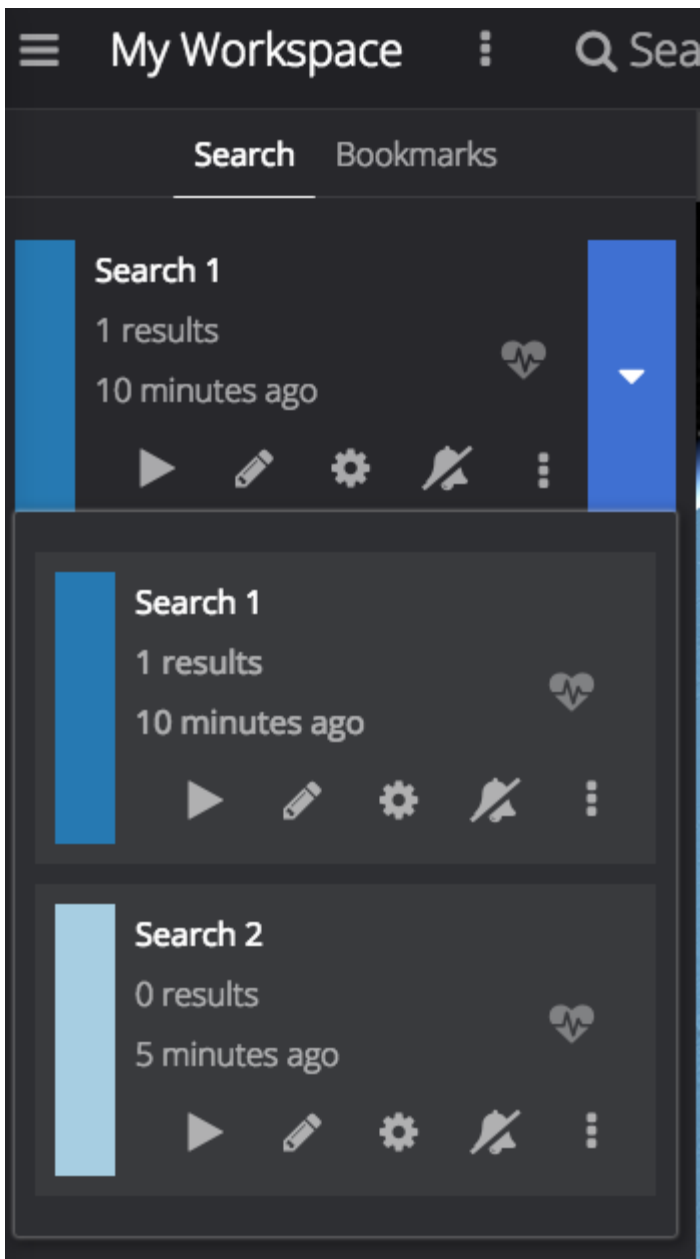 My Workspace
Sea
Search Bookmarks
Search 1
1 results
10 minutes ago
Search 1
1 results
10 minutes ago
Search 2
0 results
5 minutes ago